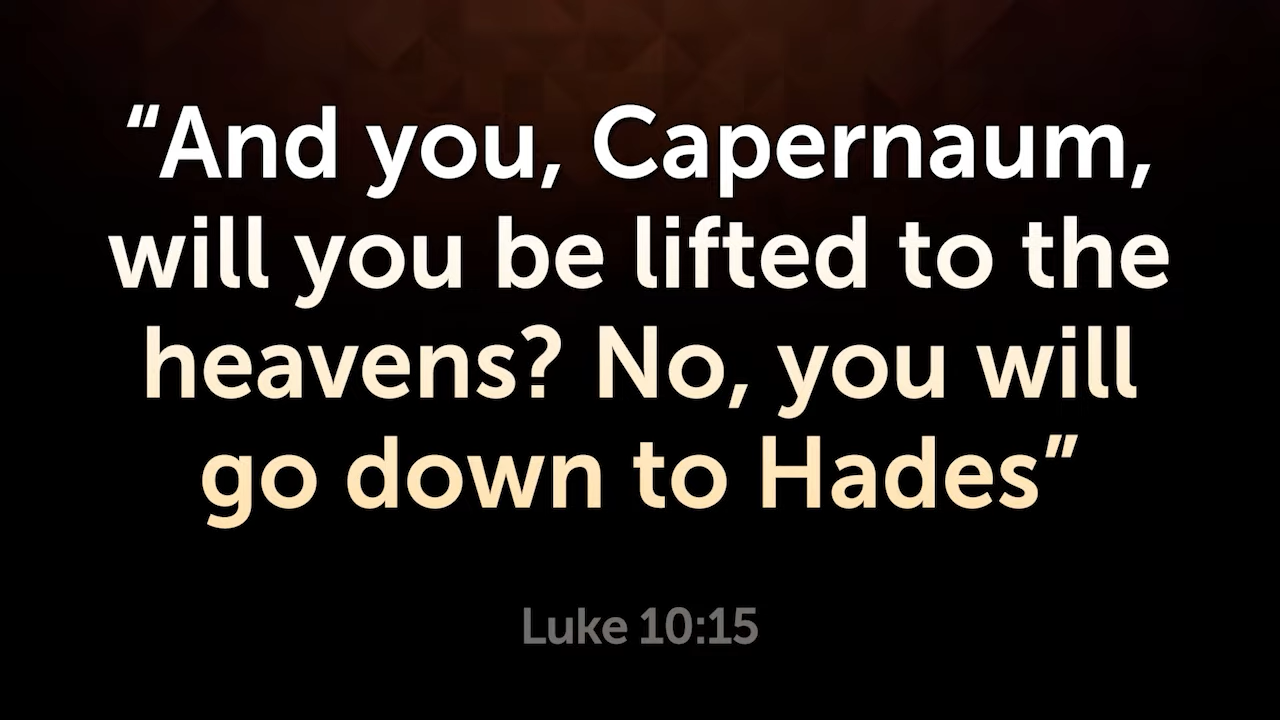 “And you, Capernaum,
will you be lifted to the
heavens? No, you will
go down to Hades”
Luke 10:15